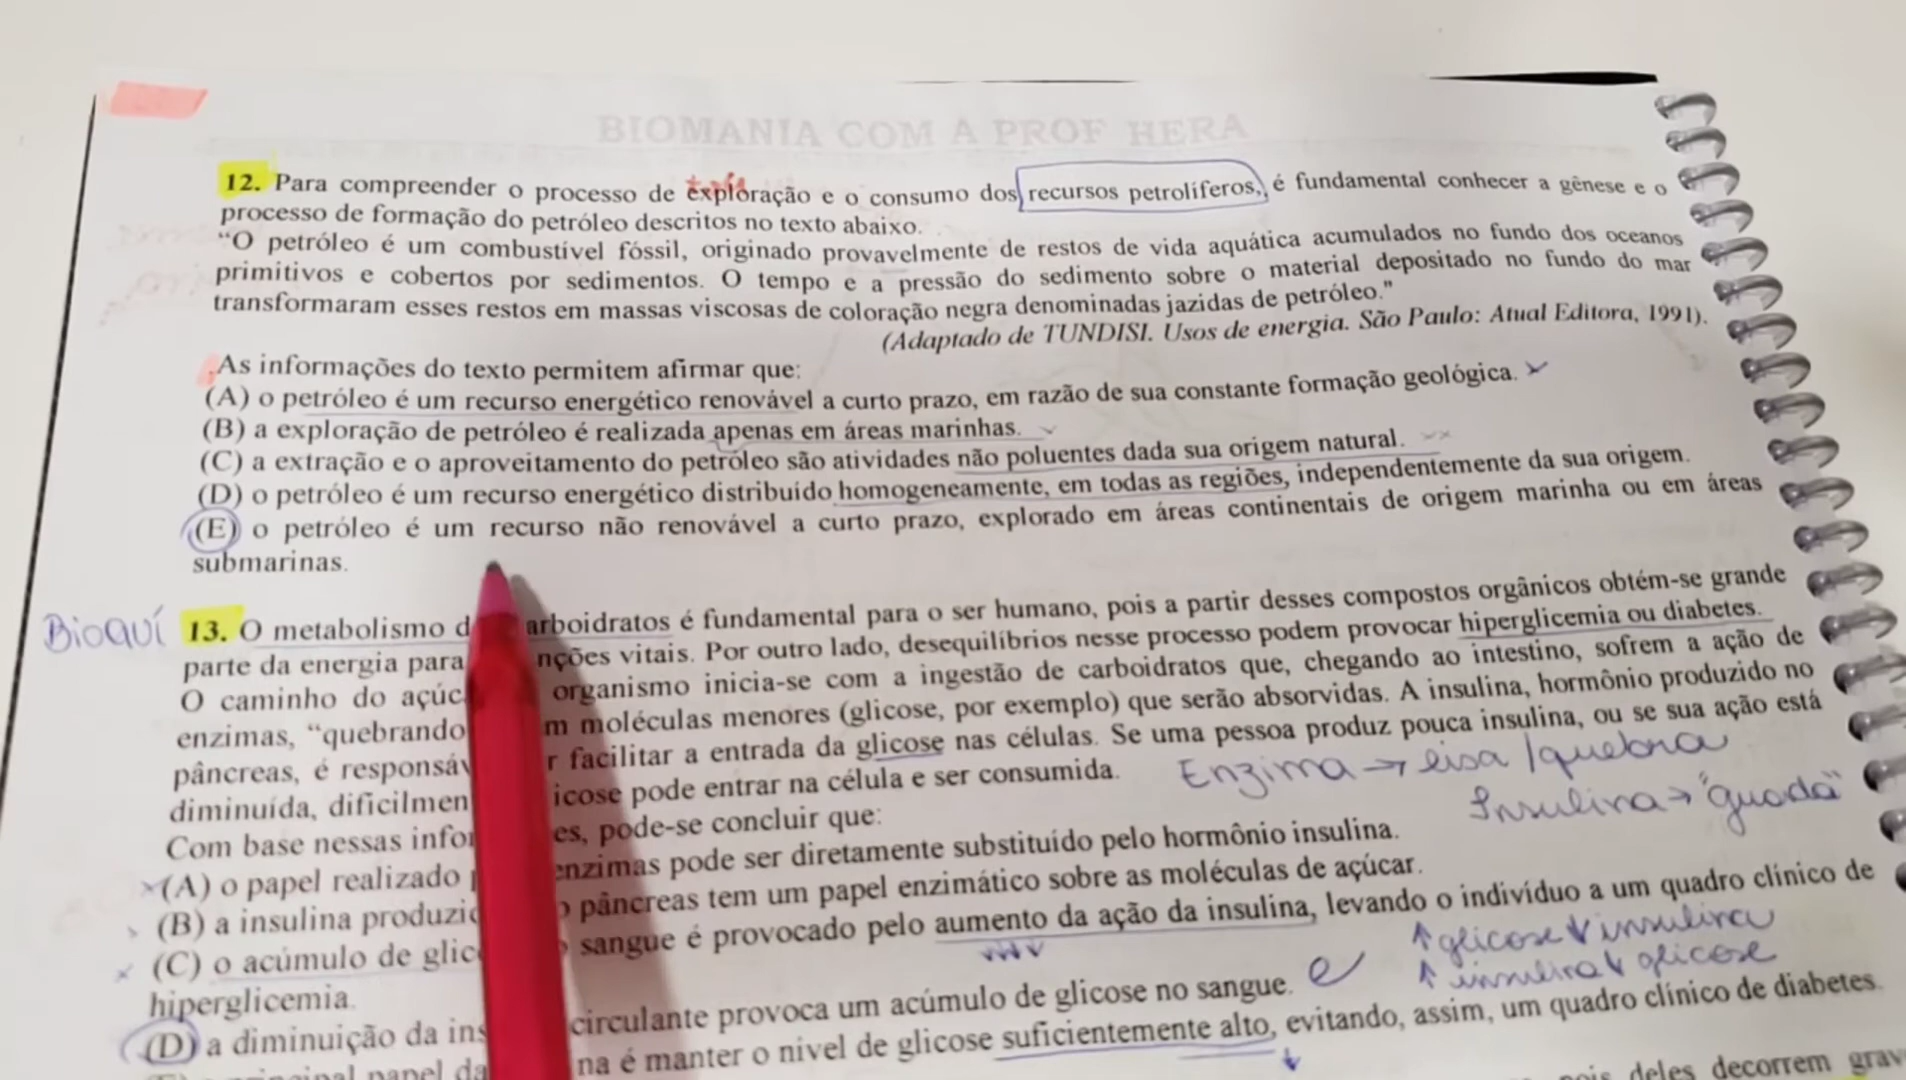 BIOMANIA COM A PROF HERA
12. Para compreender o processo de exploração e o consumo dos recursos petrolíferos, é fundamental conhecer a gênese e o
processo de formação do petróleo descritos no texto abaixo.
“O petróleo é um combustível fóssil, originado provavelmente de restos de vida aquática acumulados no fundo dos oceanos
primitivos e cobertos por sedimentos. O tempo e a pressão do sedimento sobre o material depositado no fundo do mar
transformaram esses restos em massas viscosas de coloração negra denominadas jazidas de petróleo."
(Adaptado de TUNDISI. Usos de energia. São Paulo: Atual Editora, 1991).
As informações do texto permitem afirmar que:
(A) o petróleo é um recurso energético renovável a curto prazo, em razão de sua constante formação geológica.
(B) a exploração de petróleo é realizada apenas em áreas marinhas.
(C) a extração e o aproveitamento do petróleo são atividades não poluentes dada sua origem natural.
(D) o petróleo é um recurso energético distribuído homogeneamente, em todas as regiões, independentemente da sua origem.
(E) o petróleo é um recurso não renovável a curto prazo, explorado em áreas continentais de origem marinha ou em áreas
submarinas.
BioQuí 13. O metabolismo d arboidratos é fundamental para o ser humano, pois a partir desses compostos orgânicos obtém-se grande
parte da energia para nções vitais. Por outro lado, desequilíbrios nesse processo podem provocar hiperglicemia ou diabetes.
O caminho do açúc organismo inicia-se com a ingestão de carboidratos que, chegando ao intestino, sofrem a ação de
enzimas, “quebrando m moléculas menores (glicose, por exemplo) que serão absorvidas. A insulina, hormônio produzido no
pâncreas, é responsáv r facilitar a entrada da glicose nas células. Se uma pessoa produz pouca insulina, ou se sua ação está
diminuída, dificilmen icose pode entrar na célula e ser consumida.
Enzima → lisa / quebra
Insulina → "guarda"
Com base nessas infor es, pode-se concluir que:
(A) o papel realizado p enzimas pode ser diretamente substituído pelo hormônio insulina.
(B) a insulina produzid o pâncreas tem um papel enzimático sobre as moléculas de açúcar.
(C) o acúmulo de glic o sangue é provocado pelo aumento da ação da insulina, levando o indivíduo a um quadro clínico de
hiperglicemia.
↑ glicose ↓ insulina
↑ insulina ↓ glicose
(D) a diminuição da ins circulante provoca um acúmulo de glicose no sangue.
na é manter o nível de glicose suficientemente alto, evitando, assim, um quadro clínico de diabetes.
deles decorrem grav